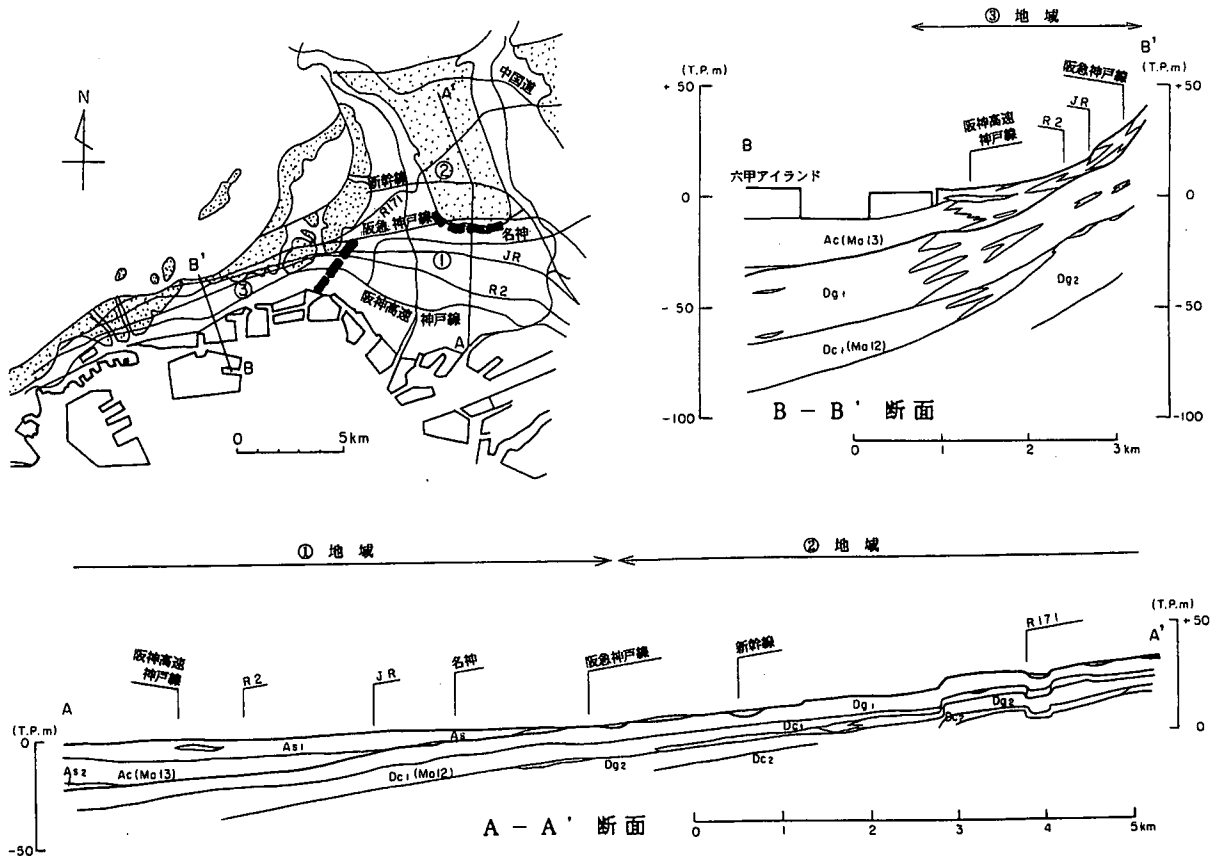 N
中国道
A'
②
新幹線
R171
阪急神戸線
名神
①
JR
R2
阪神高速
神戸線
A
B'
③
B
0 5km
③ 地域
B'
(T.P.m)
(T.P.m)
阪急神戸線
JR
R2
阪神高速
神戸線
B
六甲アイランド
+50
0
-50
-100
+50
0
-50
-100
Ac(Ma13)
Dg1
Dg2
Dc1(Ma12)
B - B' 断面
0 1 2 3 km
① 地域
② 地域
(T.P.m)
+50
0
R171
A'
新幹線
阪急神戸線
名神
JR
R2
阪神高速
神戸線
A
(T.P.m)
0
-50
As
As1
As2
Ac(Ma13)
Dc1(Ma12)
Dg2
Dg1
Dc1
Dc2
Dc2
Dg2
A - A' 断面
0 1 2 3 4 5km